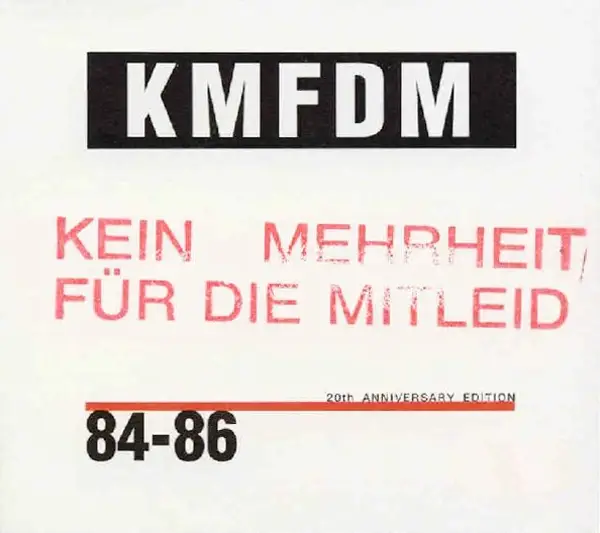 KMFDM
KEIN MEHRHEIT
FÜR DIE MITLEID
20th ANNIVERSARY EDITION
84-86